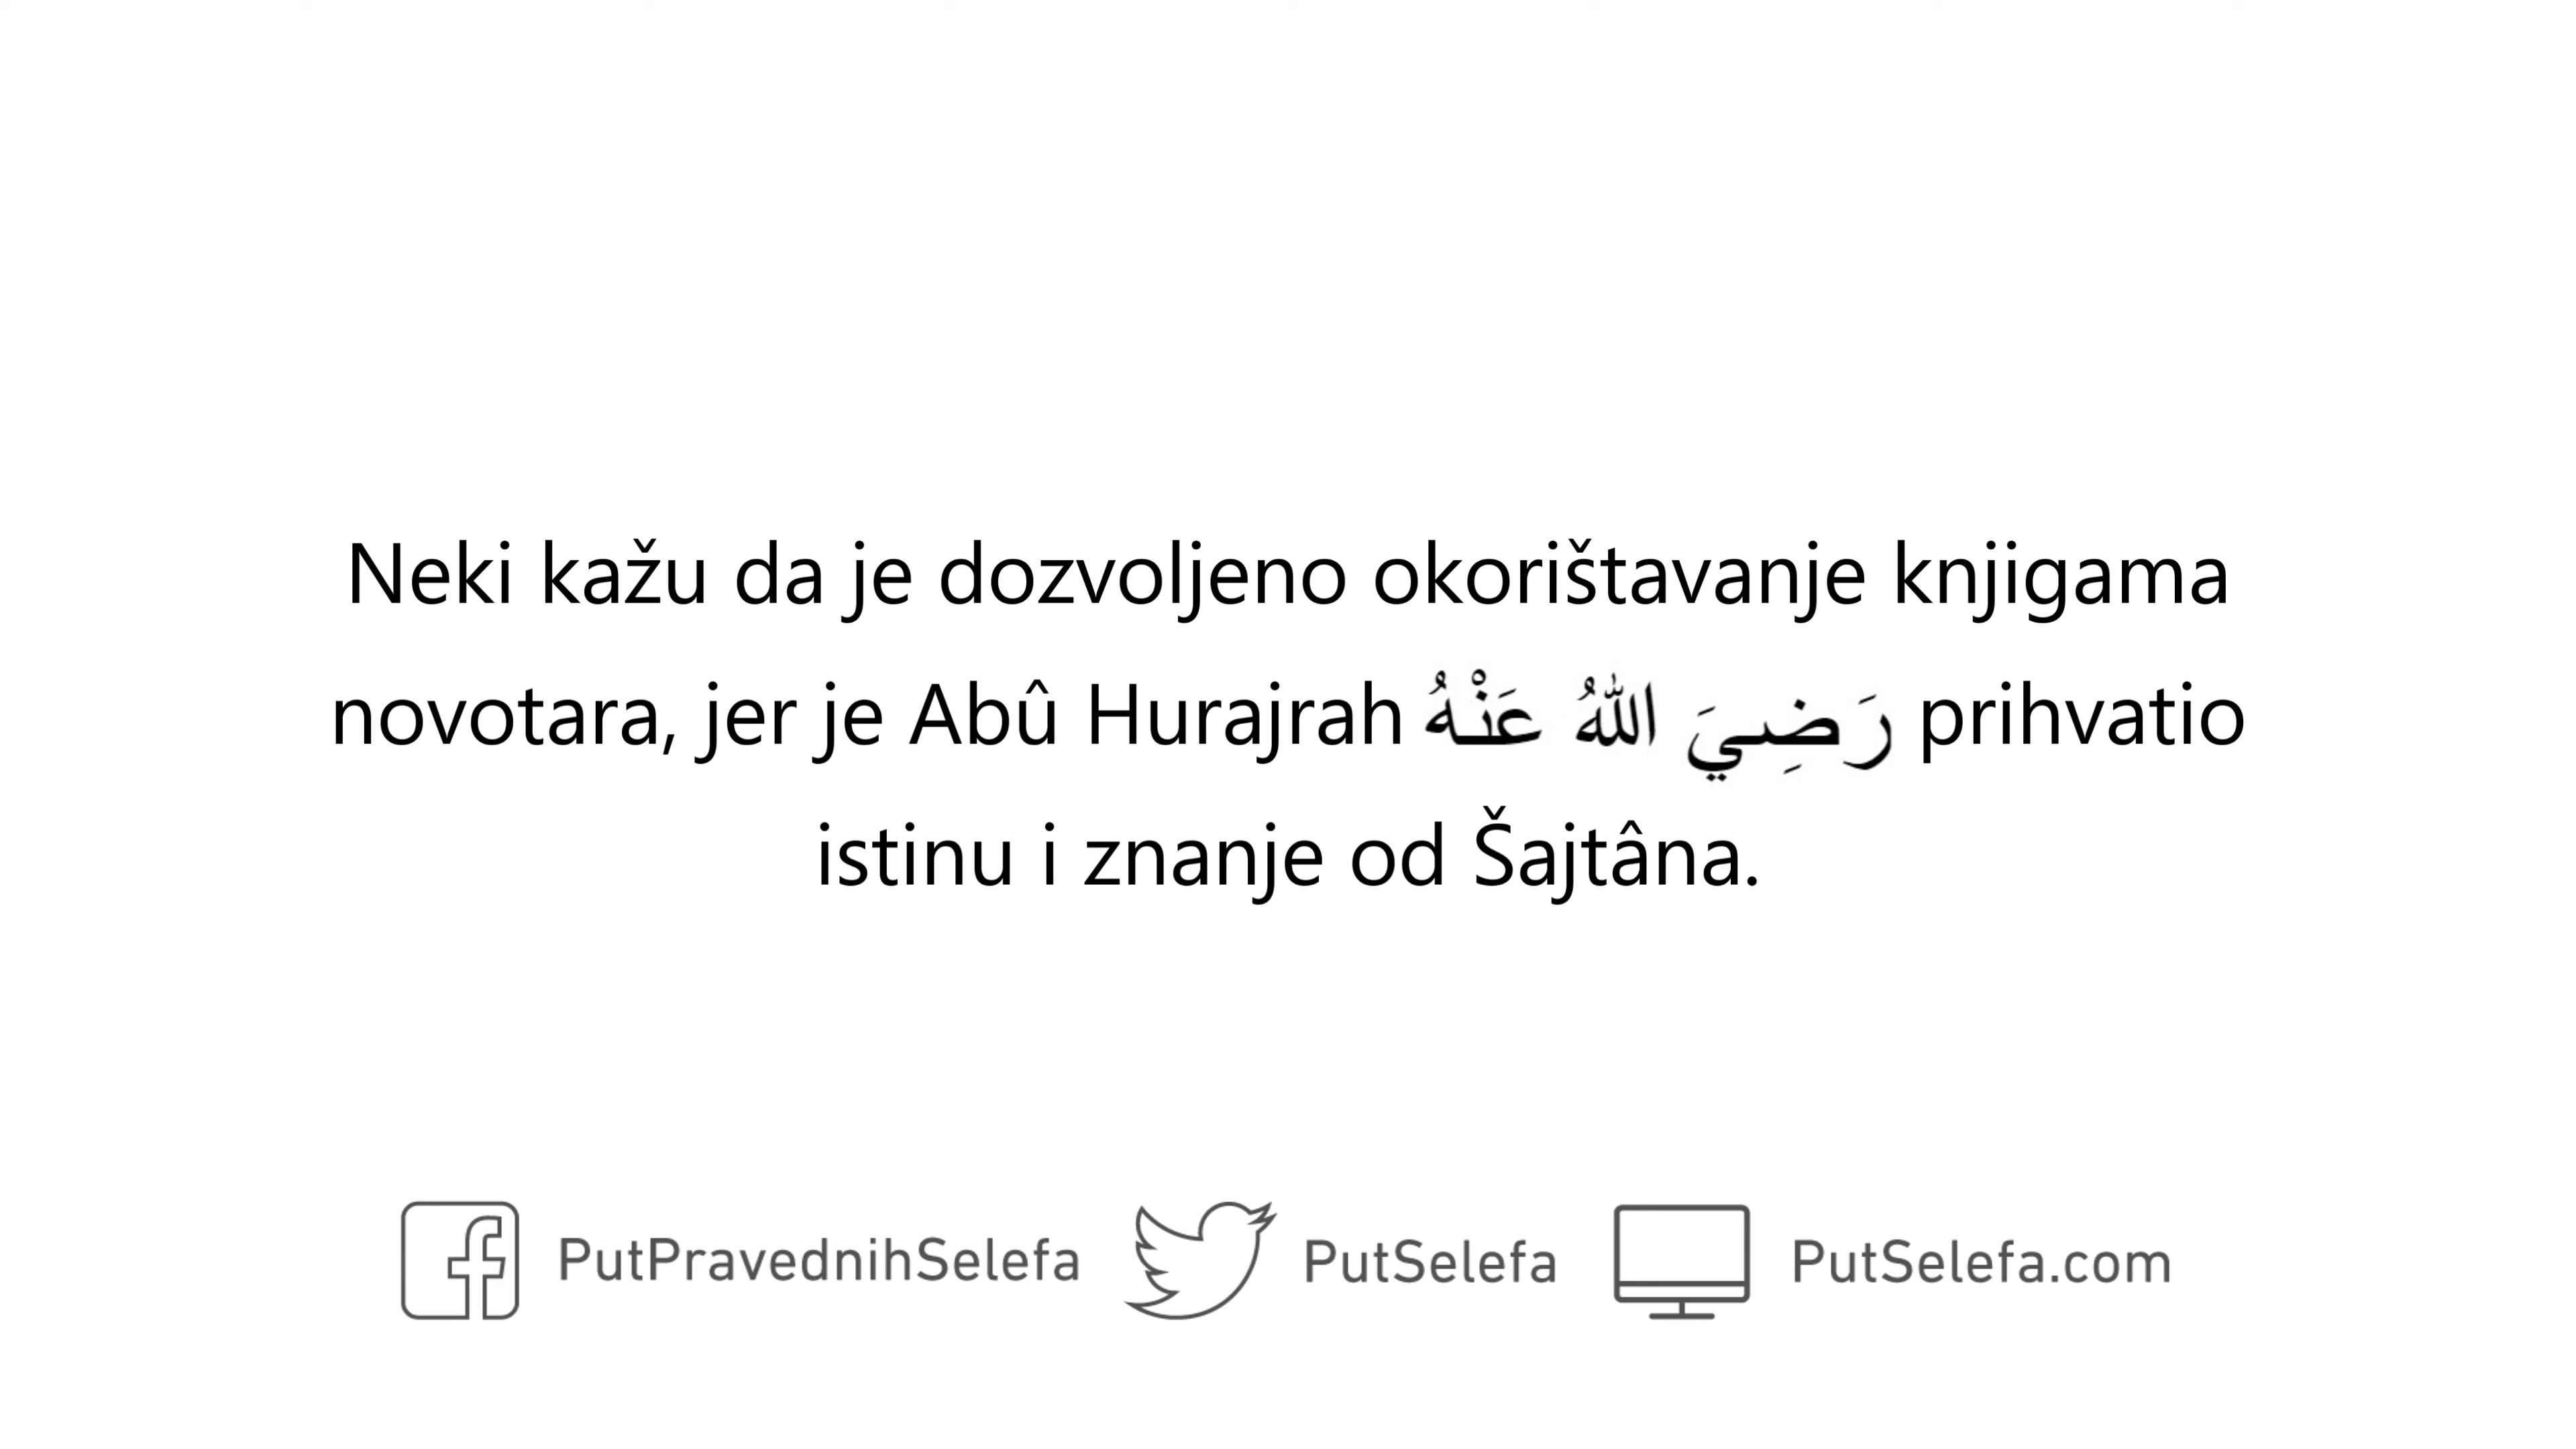 Neki kažu da je dozvoljeno okorištavanje knjigama
novotara, jer je Abû Hurajrah رَضِيَ اللهُ عَنْهُ prihvatio
istinu i znanje od Šajtâna.
PutPravednihSelefa PutSelefa PutSelefa.com